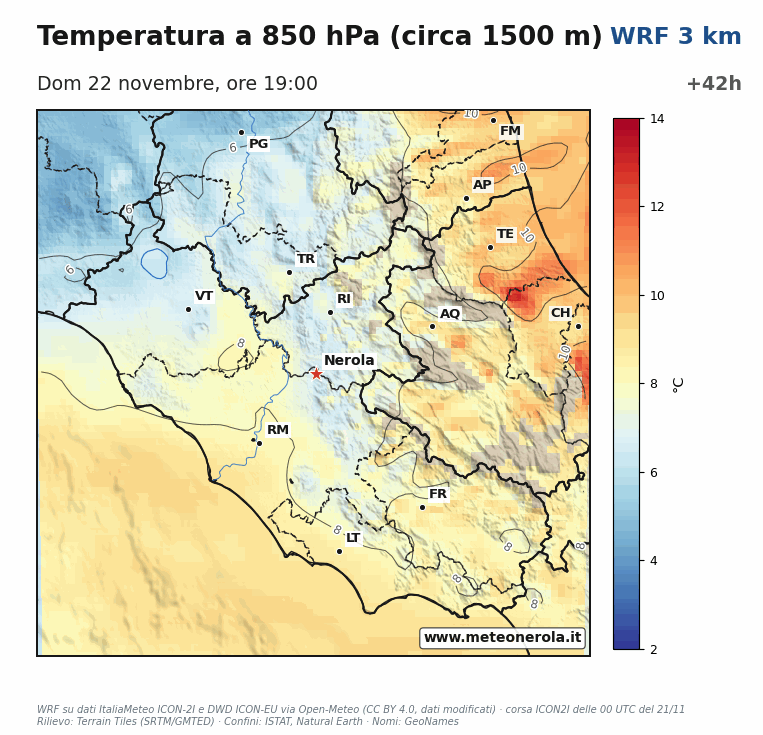 Temperatura a 850 hPa (circa 1500 m) WRF 3 km
Dom 22 novembre, ore 19:00 +42h
10
FM
PG
6
10
AP
6
TE
10
6
TR
VT
RI
AQ
CH
8
10
Nerola
RM
FR
8
LT
8
8
8
8
www.meteonerola.it
14
12
10
8
6
4
2
°C
WRF su dati ItaliaMeteo ICON-2I e DWD ICON-EU via Open-Meteo (CC BY 4.0, dati modificati) · corsa ICON2I delle 00 UTC del 21/11
Rilievo: Terrain Tiles (SRTM/GMTED) · Confini: ISTAT, Natural Earth · Nomi: GeoNames